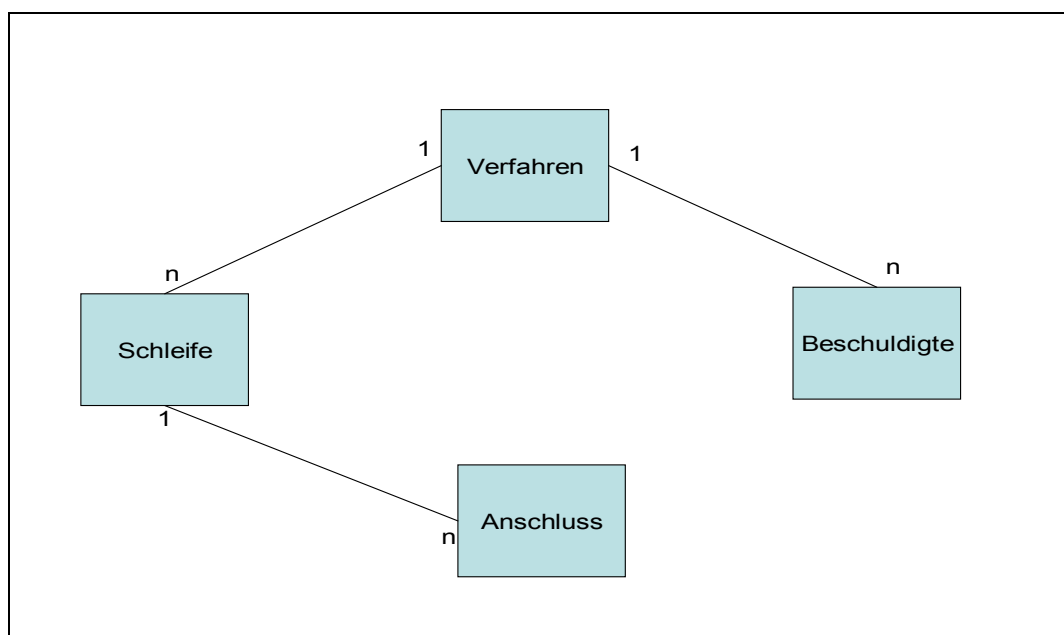 Verfahren
1
1
n
n
Schleife
Beschuldigte
1
Anschluss
n